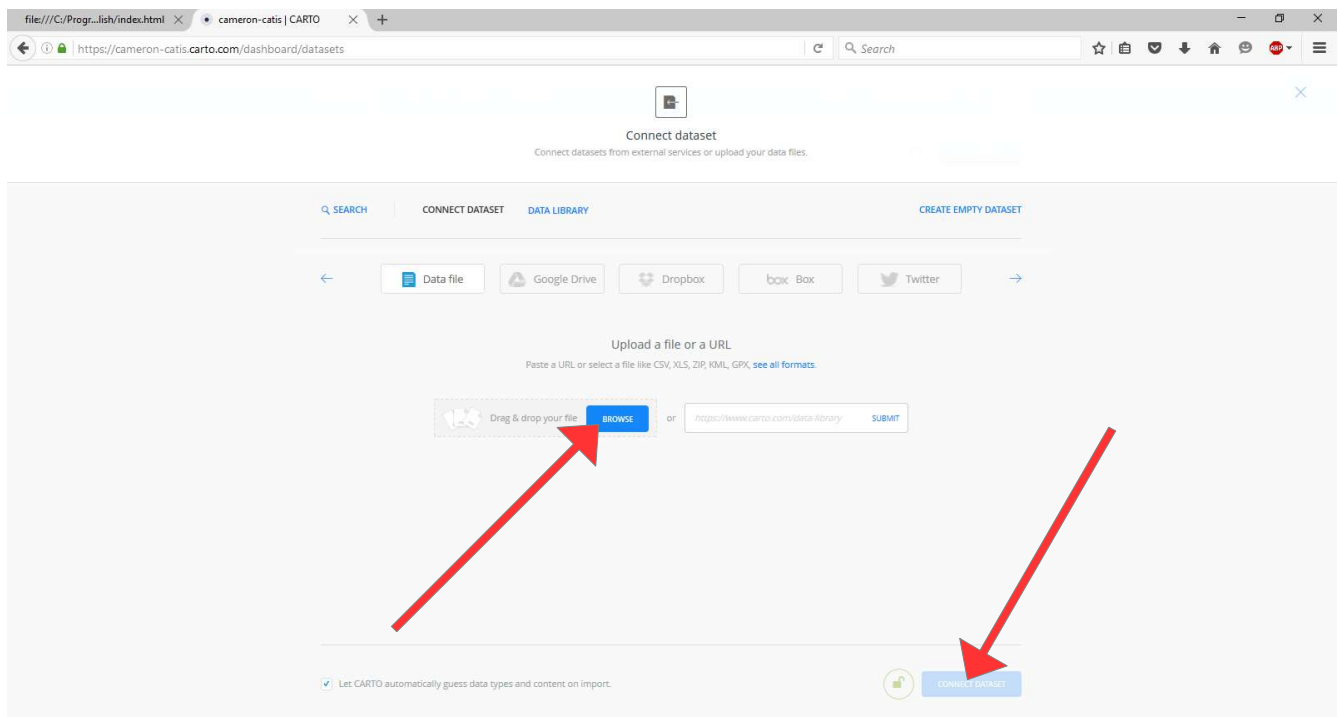 file:///C:/Progr...lish/index.html
cameron-catis | CARTO
https://cameron-catis.carto.com/dashboard/datasets
Search
ABP
Connect dataset
Connect datasets from external services or upload your data files.
SEARCH
CONNECT DATASET
DATA LIBRARY
CREATE EMPTY DATASET
Data file
Google Drive
Dropbox
box Box
Twitter
Upload a file or a URL
Paste a URL or select a file like CSV, XLS, ZIP, KML, GPX, see all formats.
Drag & drop your file
BROWSE
or
https://www.carto.com/data-library
SUBMIT
Let CARTO automatically guess data types and content on import.
CONNECT DATASET